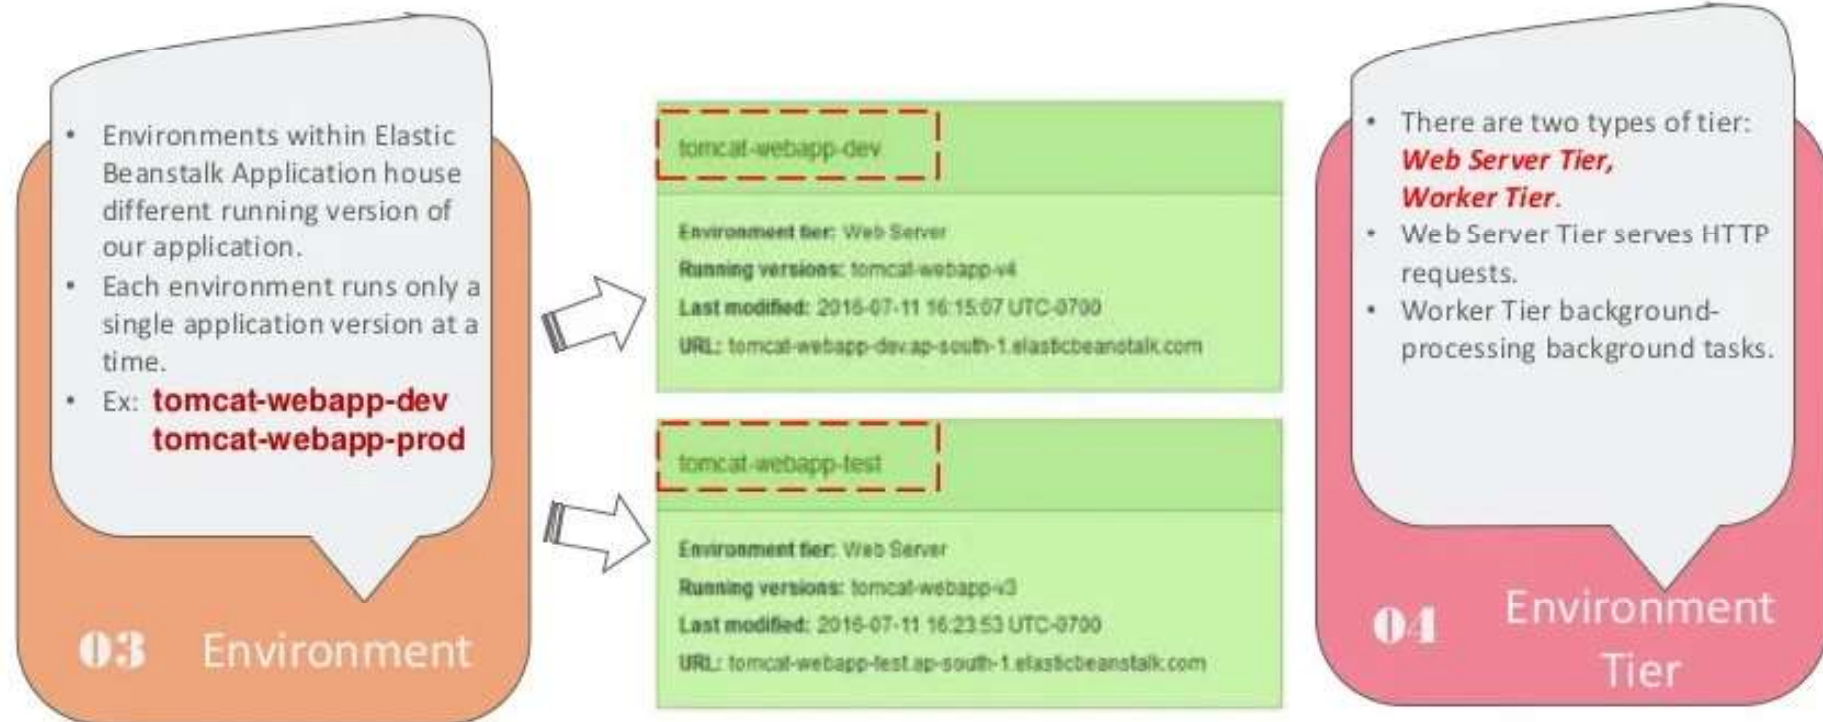 • Environments within Elastic
Beanstalk Application house
different running version of
our application.
• Each environment runs only a
single application version at a
time.
• Ex: tomcat-webapp-dev
tomcat-webapp-prod
03 Environment
tomcat-webapp-dev
Environment tier: Web Server
Running versions: tomcat-webapp-v4
Last modified: 2016-07-11 16:15:07 UTC-0700
URL: tomcat-webapp-dev.ap-south-1.elasticbeanstalk.com
tomcat-webapp-test
Environment tier: Web Server
Running versions: tomcat-webapp-v3
Last modified: 2016-07-11 16:23:53 UTC-0700
URL: tomcat-webapp-test.ap-south-1.elasticbeanstalk.com
• There are two types of tier:
Web Server Tier,
Worker Tier.
• Web Server Tier serves HTTP
requests.
• Worker Tier background-
processing background tasks.
04 Environment
Tier